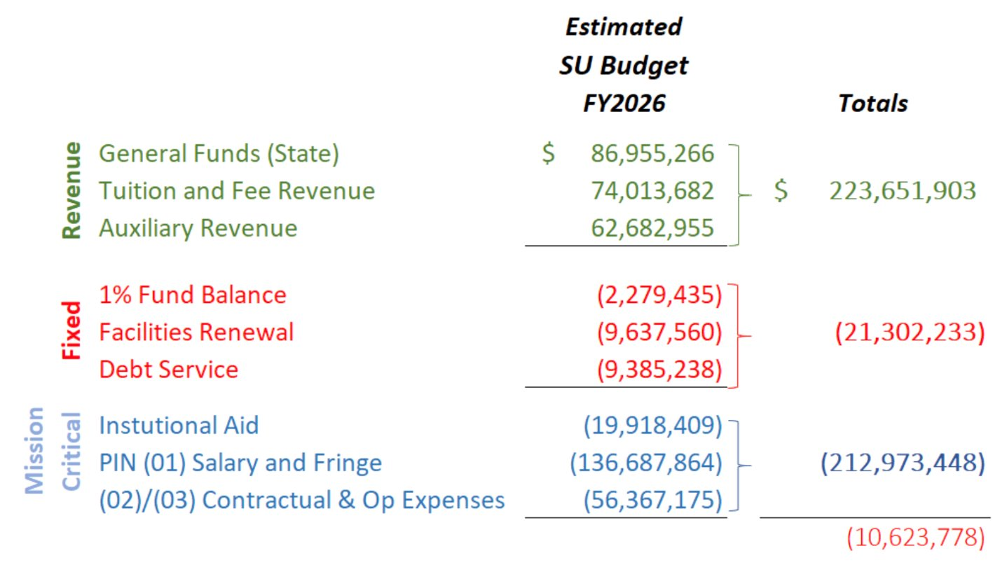 Estimated
SU Budget
FY2026 Totals
Revenue
General Funds (State) $ 86,955,266
Tuition and Fee Revenue 74,013,682 $ 223,651,903
Auxiliary Revenue 62,682,955
Fixed
1% Fund Balance (2,279,435)
Facilities Renewal (9,637,560) (21,302,233)
Debt Service (9,385,238)
Mission
Critical
Instutional Aid (19,918,409)
PIN (01) Salary and Fringe (136,687,864) (212,973,448)
(02)/(03) Contractual & Op Expenses (56,367,175)
(10,623,778)